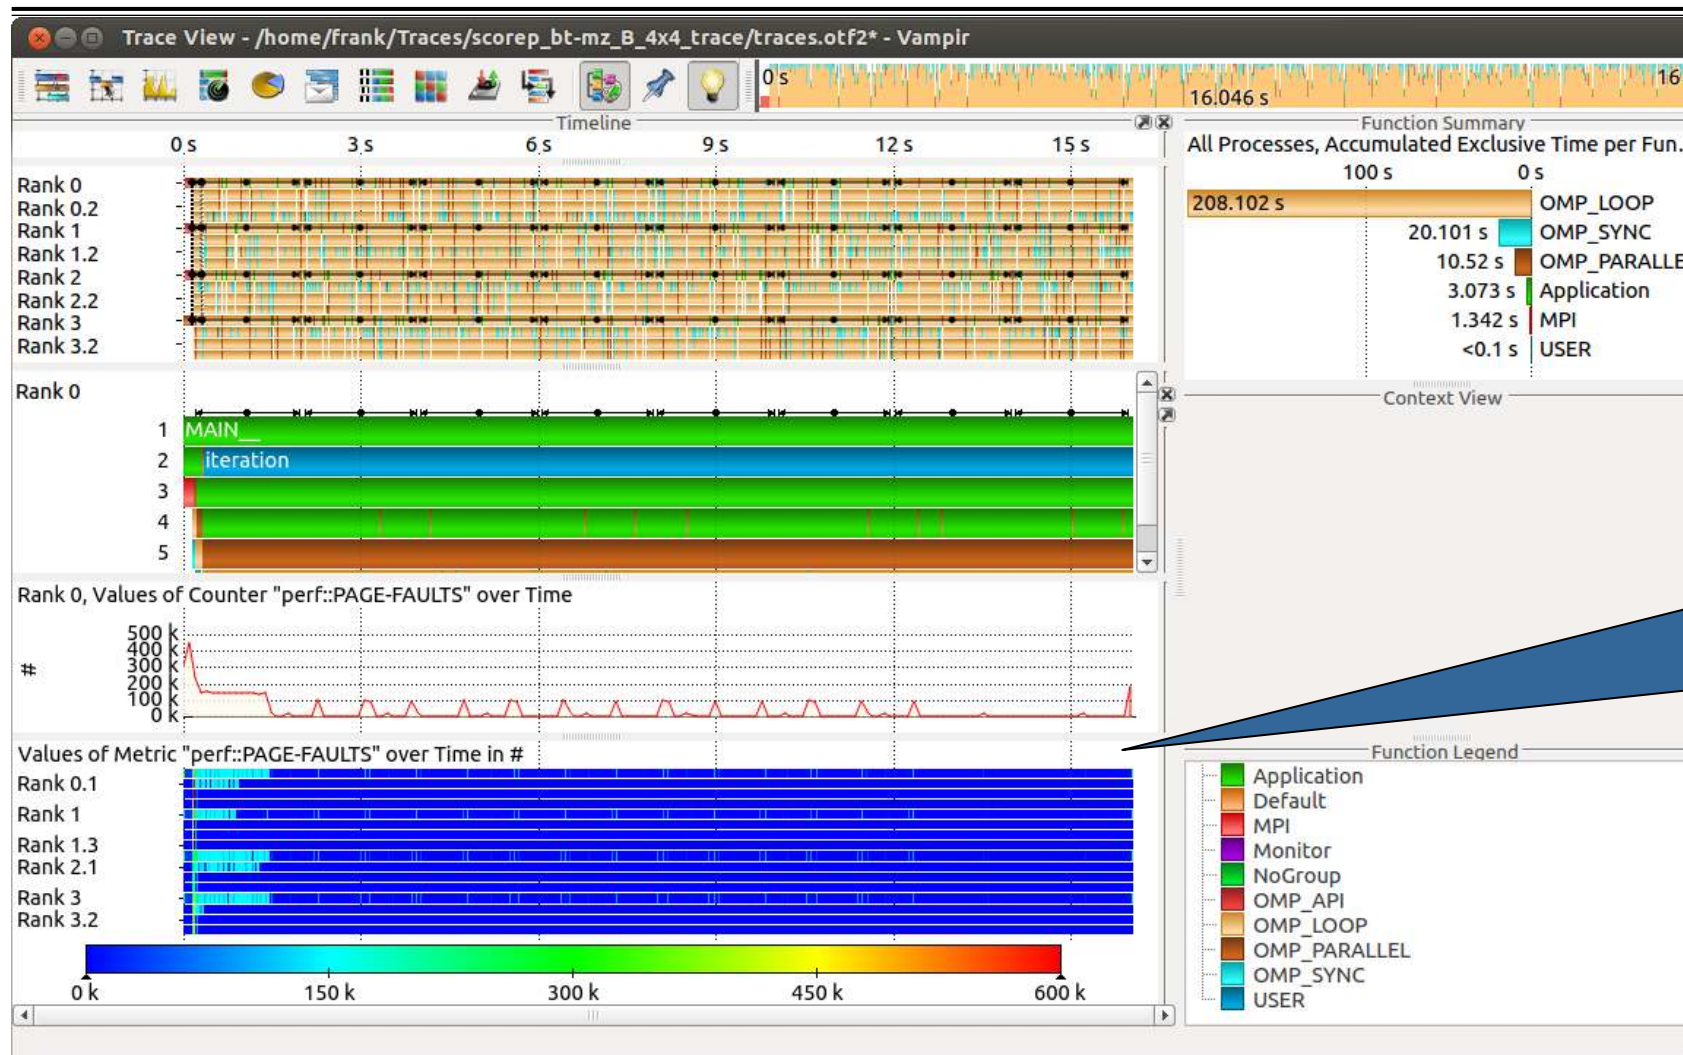 Trace View - /home/frank/Traces/scorep_bt-mz_B_4x4_trace/traces.otf2* - Vampir
0 s 16.046 s 16
Timeline
0 s 3 s 6 s 9 s 12 s 15 s
Rank 0
Rank 0.2
Rank 1
Rank 1.2
Rank 2
Rank 2.2
Rank 3
Rank 3.2
Rank 0
1 MAIN__
2 iteration
3
4
5
Rank 0, Values of Counter "perf::PAGE-FAULTS" over Time
500 k
400 k
300 k
200 k
100 k
0 k
#
Values of Metric "perf::PAGE-FAULTS" over Time in #
Rank 0.1
Rank 1
Rank 1.3
Rank 2.1
Rank 3
Rank 3.2
0 k 150 k 300 k 450 k 600 k
Function Summary
All Processes, Accumulated Exclusive Time per Fun..
100 s 0 s
208.102 s OMP_LOOP
20.101 s OMP_SYNC
10.52 s OMP_PARALLE
3.073 s Application
1.342 s MPI
<0.1 s USER
Context View
Function Legend
Application
Default
MPI
Monitor
NoGroup
OMP_API
OMP_LOOP
OMP_PARALLEL
OMP_SYNC
USER